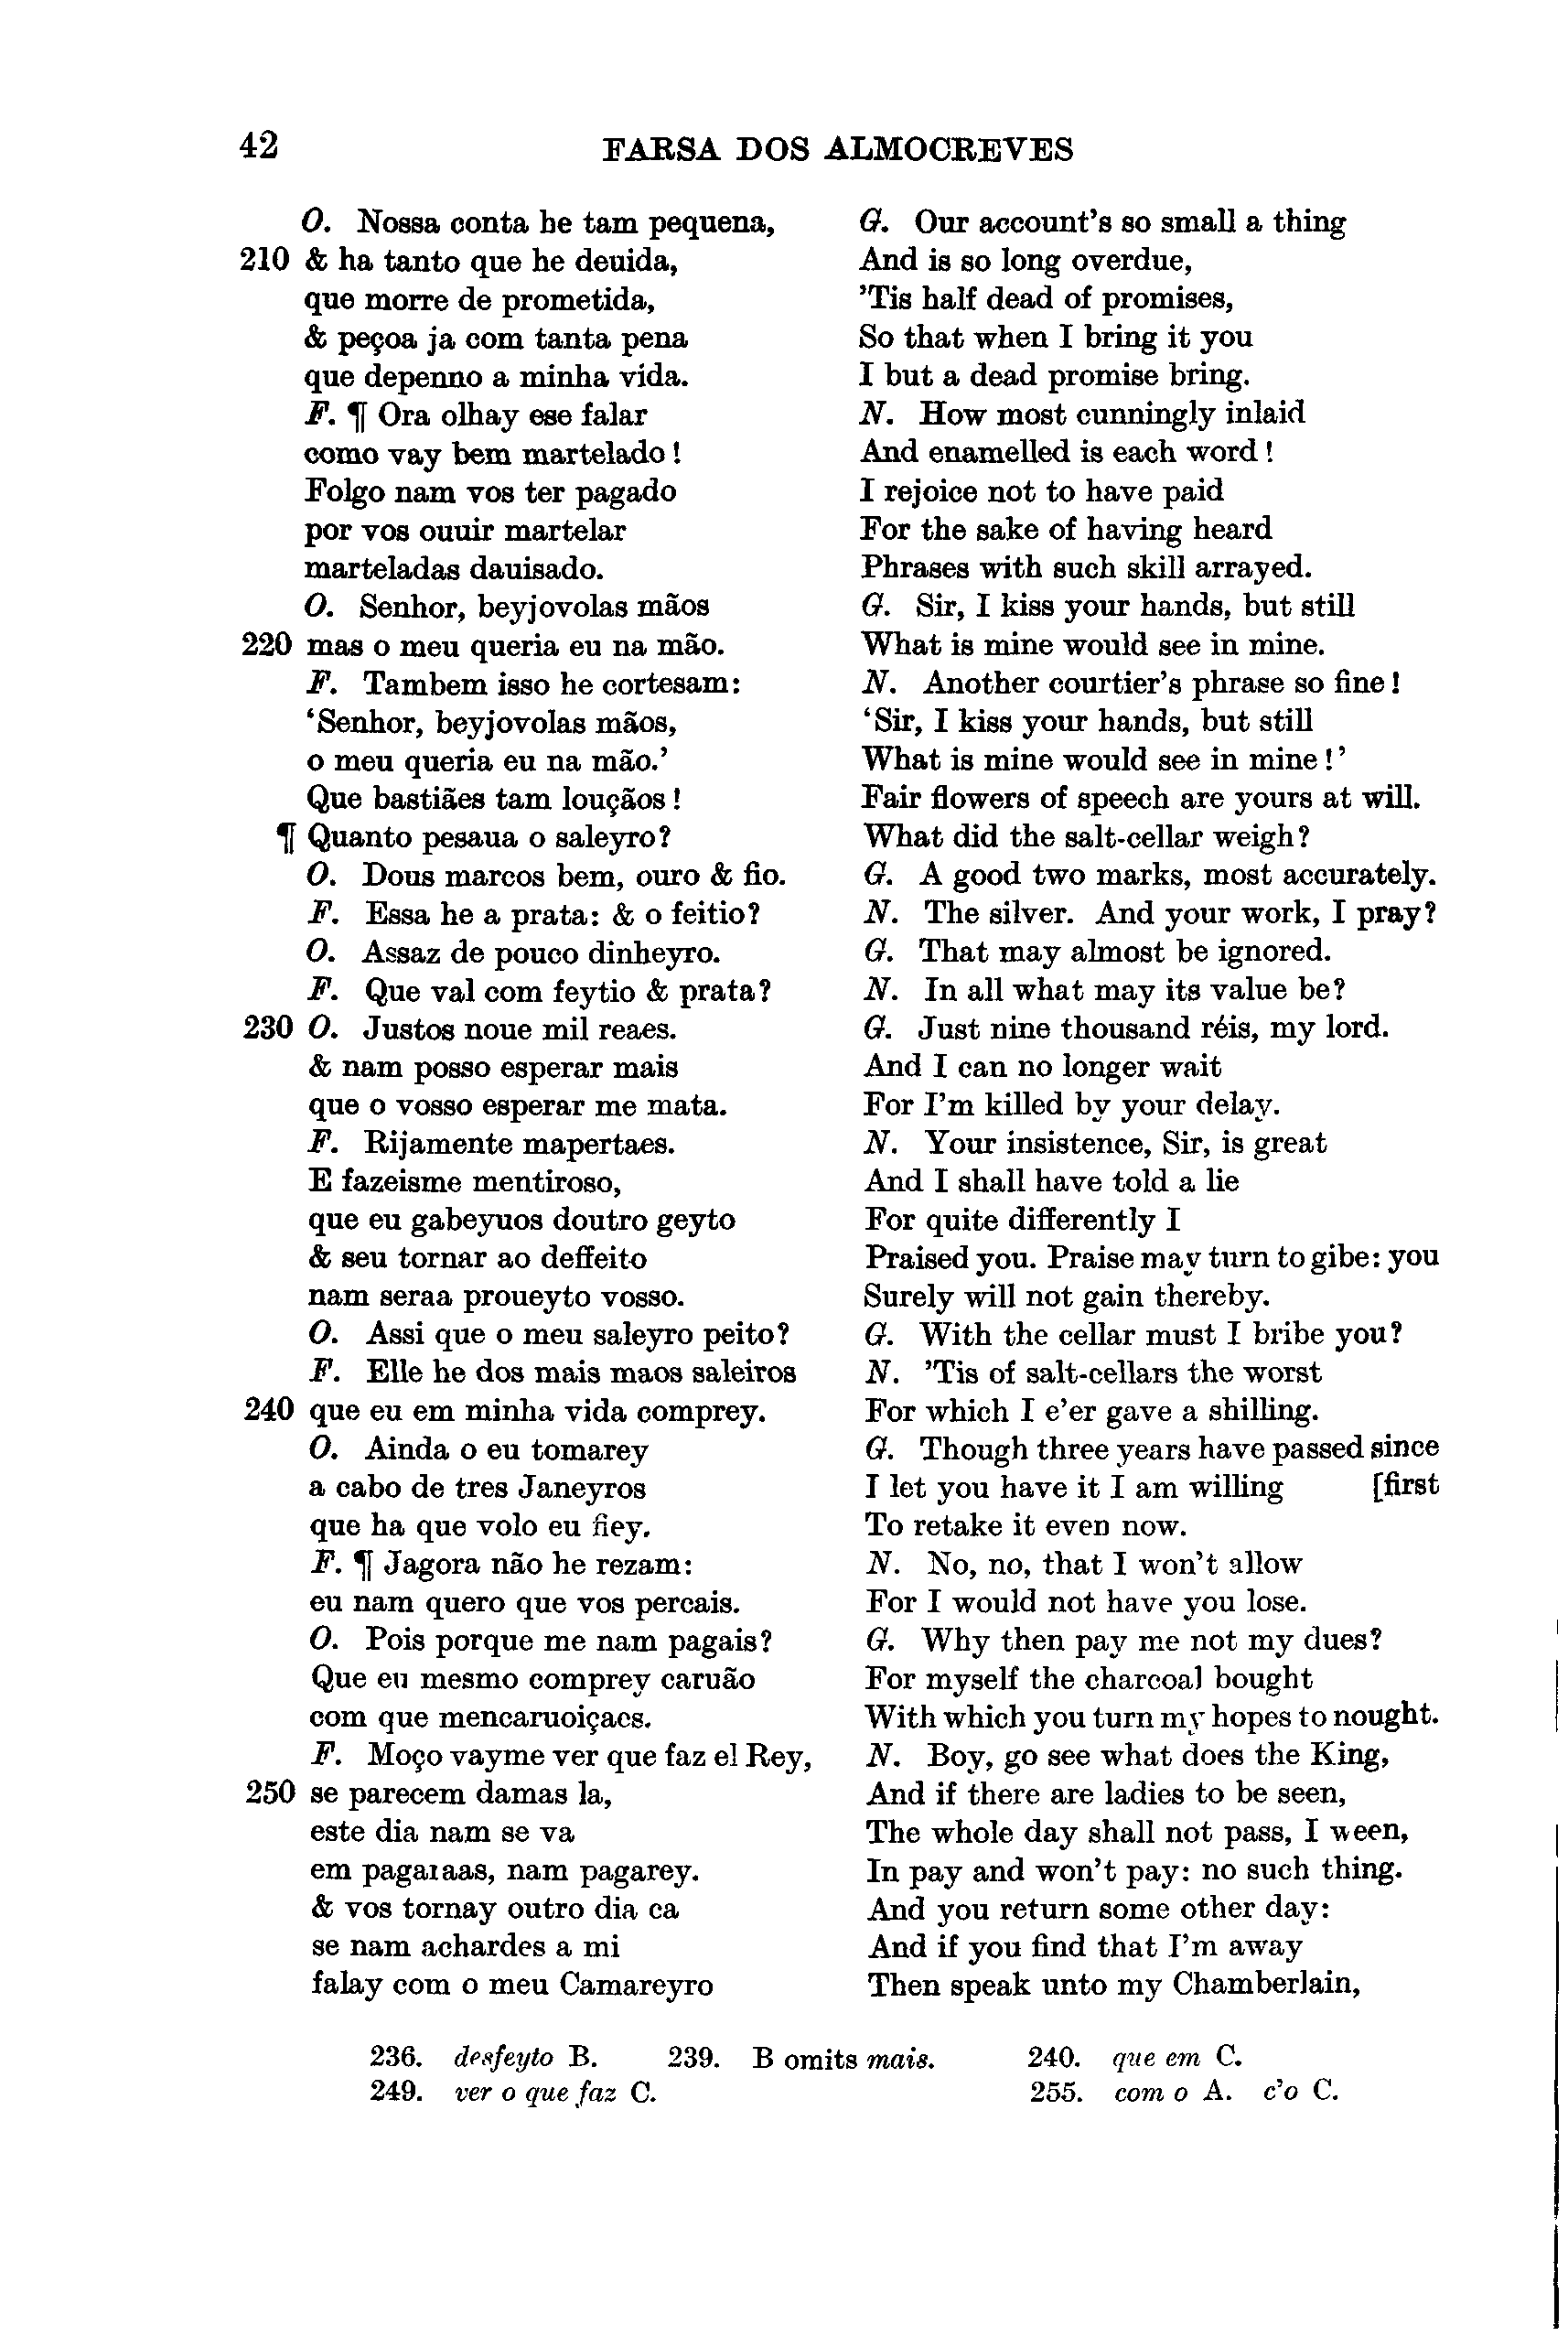 42
FARSA DOS ALMOCREVES
O. Nossa conta he tam pequena,
210 & ha tanto que he deuida,
que morre de prometida,
& peçoa ja com tanta pena
que depenno a minha vida.
F. ¶ Ora olhay ese falar
como vay bem martelado!
Folgo nam vos ter pagado
por vos ouuir martelar
marteladas dauisado.
O. Senhor, beyjovolas mãos
220 mas o meu queria eu na mão.
F. Tambem isso he cortesam:
‘Senhor, beyjovolas mãos,
o meu queria eu na mão.’
Que bastiães tam louçãos!
¶ Quanto pesaua o saleyro?
O. Dous marcos bem, ouro & fio.
F. Essa he a prata: & o feitio?
O. Assaz de pouco dinheyro.
F. Que val com feytio & prata?
230 O. Justos noue mil reaes.
& nam posso esperar mais
que o vosso esperar me mata.
F. Rijamente mapertaes.
E fazeisme mentiroso,
que eu gabeyuos doutro geyto
& seu tornar ao deffeito
nam seraa proueyto vosso.
O. Assi que o meu saleyro peito?
F. Elle he dos mais maos saleiros
240 que eu em minha vida comprey.
O. Ainda o eu tomarey
a cabo de tres Janeyros
que ha que volo eu fiey.
F. ¶ Jagora não he rezam:
eu nam quero que vos percais.
O. Pois porque me nam pagais?
Que eu mesmo comprey caruão
com que mencaruoiçaes.
F. Moço vayme ver que faz el Rey,
250 se parecem damas la,
este dia nam se va
em pagaraas, nam pagarey.
& vos tornay outro dia ca
se nam achardes a mi
falay com o meu Camareyro
G. Our account’s so small a thing
And is so long overdue,
’Tis half dead of promises,
So that when I bring it you
I but a dead promise bring.
N. How most cunningly inlaid
And enamelled is each word!
I rejoice not to have paid
For the sake of having heard
Phrases with such skill arrayed.
G. Sir, I kiss your hands, but still
What is mine would see in mine.
N. Another courtier’s phrase so fine!
‘Sir, I kiss your hands, but still
What is mine would see in mine!’
Fair flowers of speech are yours at will.
What did the salt-cellar weigh?
G. A good two marks, most accurately.
N. The silver. And your work, I pray?
G. That may almost be ignored.
N. In all what may its value be?
G. Just nine thousand réis, my lord.
And I can no longer wait
For I’m killed by your delay.
N. Your insistence, Sir, is great
And I shall have told a lie
For quite differently I
Praised you. Praise may turn to gibe: you
Surely will not gain thereby.
G. With the cellar must I bribe you?
N. ’Tis of salt-cellars the worst
For which I e’er gave a shilling.
G. Though three years have passed since
I let you have it I am willing [first
To retake it even now.
N. No, no, that I won’t allow
For I would not have you lose.
G. Why then pay me not my dues?
For myself the charcoal bought
With which you turn my hopes to nought.
N. Boy, go see what does the King,
And if there are ladies to be seen,
The whole day shall not pass, I ween,
In pay and won’t pay: no such thing.
And you return some other day:
And if you find that I’m away
Then speak unto my Chamberlain,
236. desfeyto B. 239. B omits mais. 240. que em C.
249. ver o que faz C. 255. com o A. c’o C.